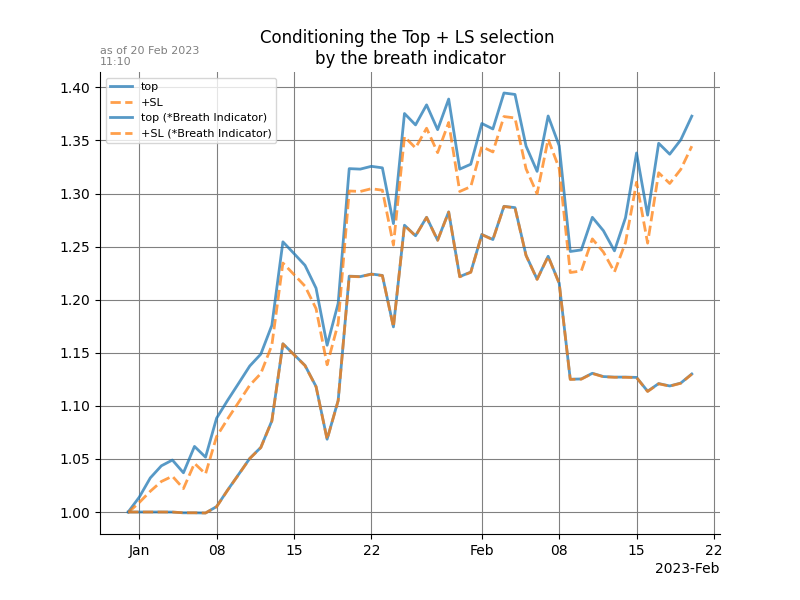 Conditioning the Top + LS selection
by the breath indicator
as of 20 Feb 2023
11:10
top
+SL
top (*Breath Indicator)
+SL (*Breath Indicator)
1.40
1.35
1.30
1.25
1.20
1.15
1.10
1.05
1.00
Jan 08 15 22 Feb 08 15 22
2023-Feb